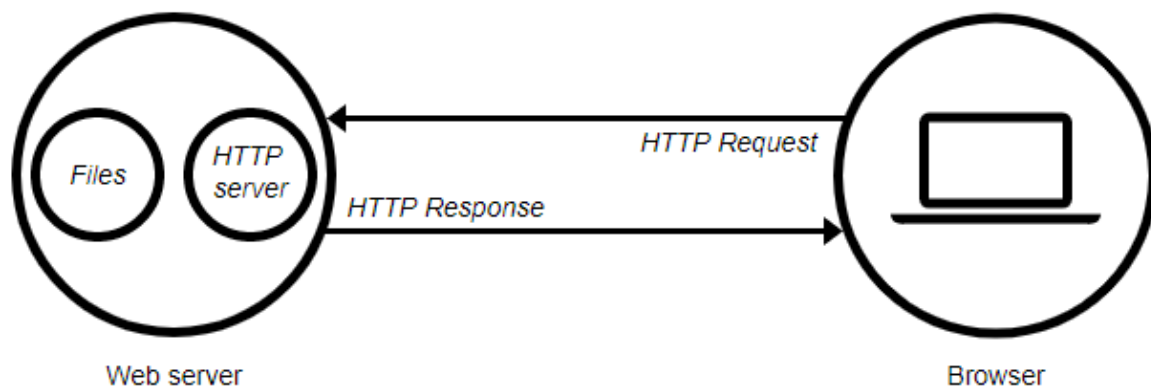 HTTP Request
Files
HTTP
server
HTTP Response
Web server
Browser